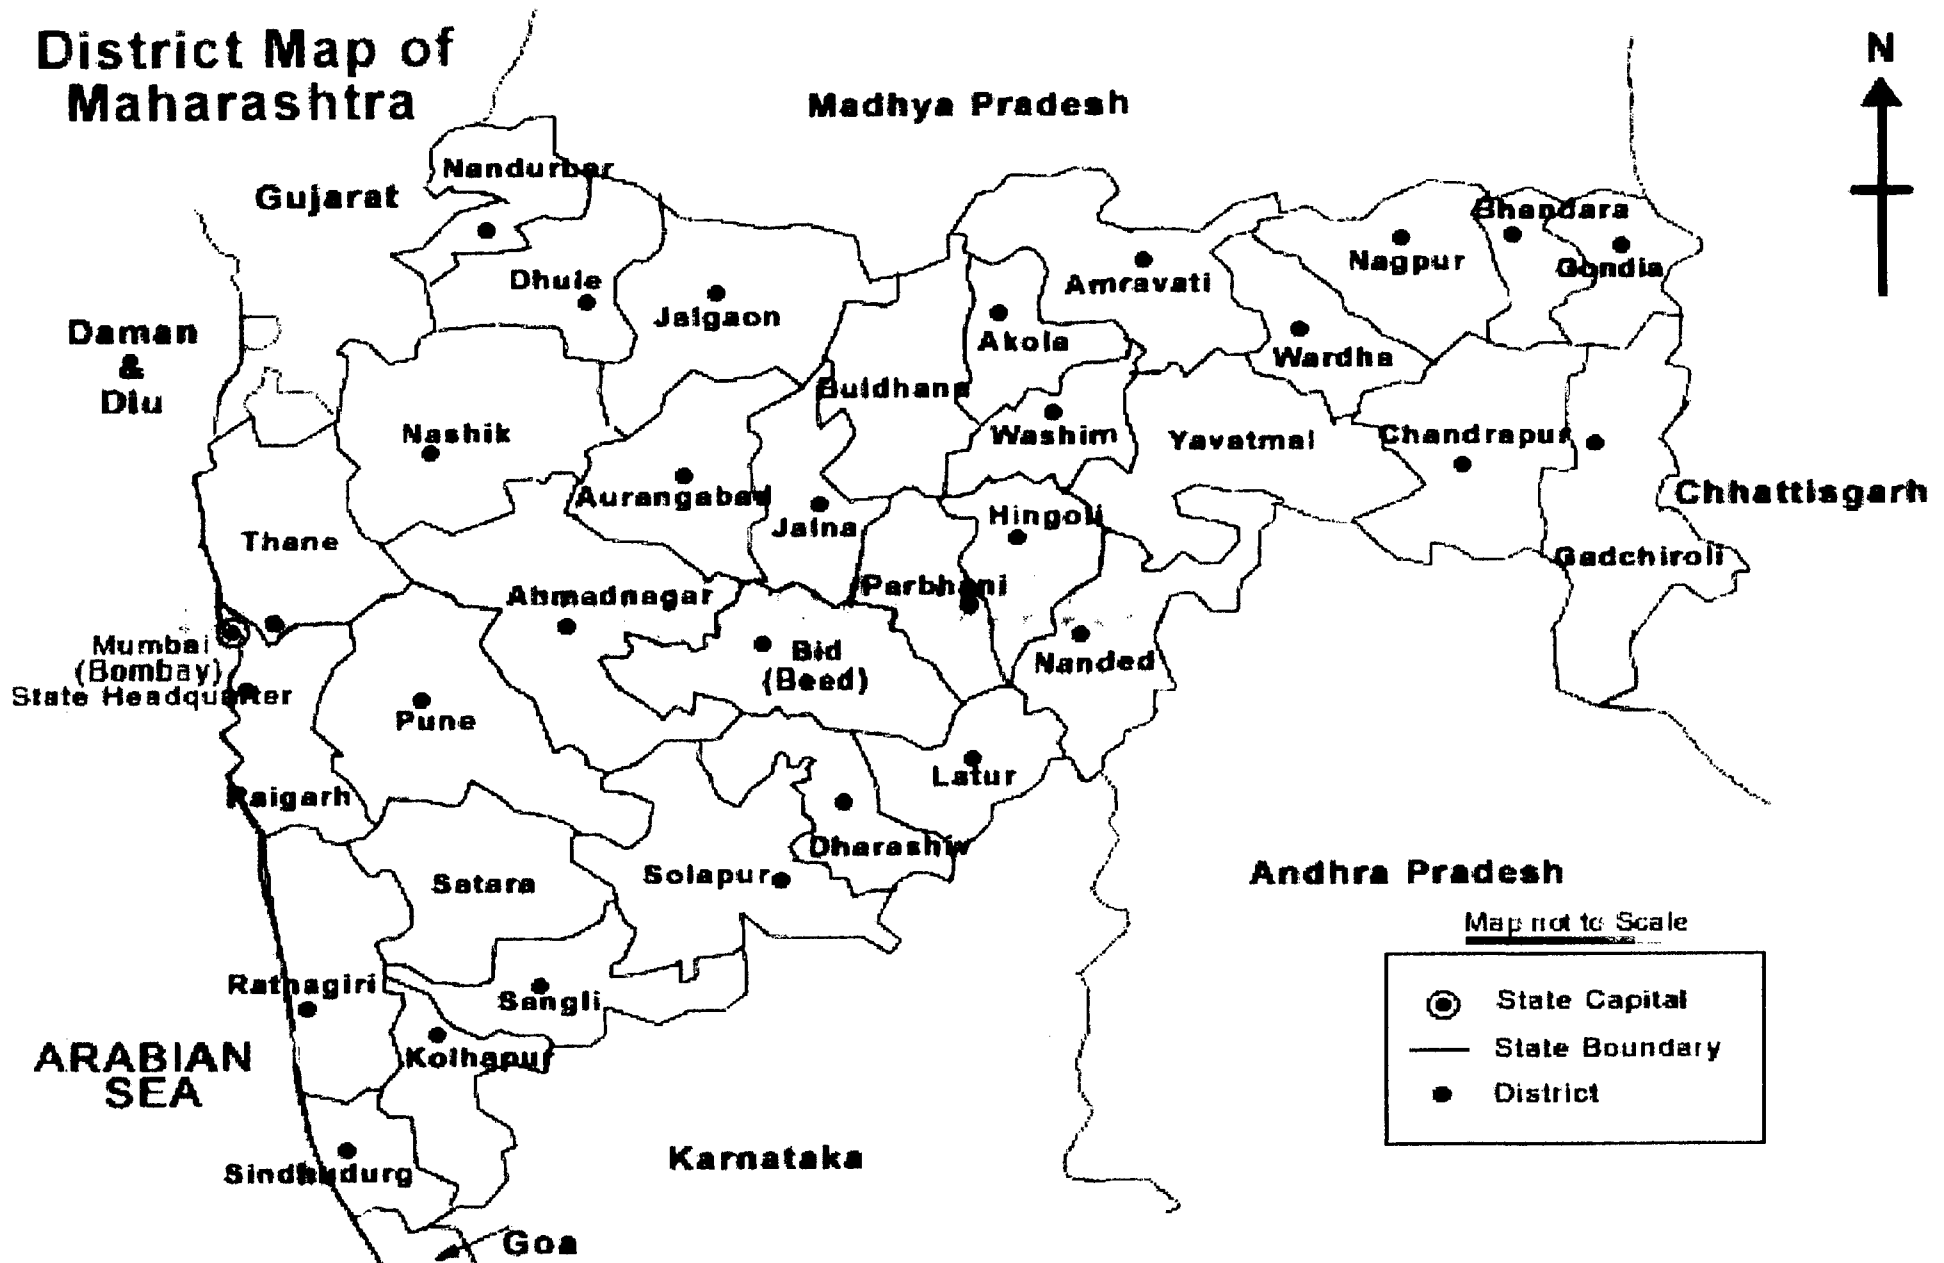 District Map of
Maharashtra
N
Madhya Pradesh
Nandurbar
Gujarat
Bhandara
Nagpur
Gondia
Dhule
Amravati
Jalgaon
Daman
&
Diu
Akola
Wardha
Buldhana
Nashik
Washim
Yavatmal
Chandrapur
Aurangabad
Chhattisgarh
Jalna
Hingoli
Thane
Gadchiroli
Parbhani
Ahmadnagar
Mumbai
(Bombay)
State Headquarter
Bid
(Beed)
Nanded
Pune
Latur
Raigarh
Dharashiv
Solapur
Satara
Andhra Pradesh
Map not to Scale
Ratnagiri
Sangli
State Capital
State Boundary
District
Kolhapur
ARABIAN
SEA
Karnataka
Sindhudurg
Goa